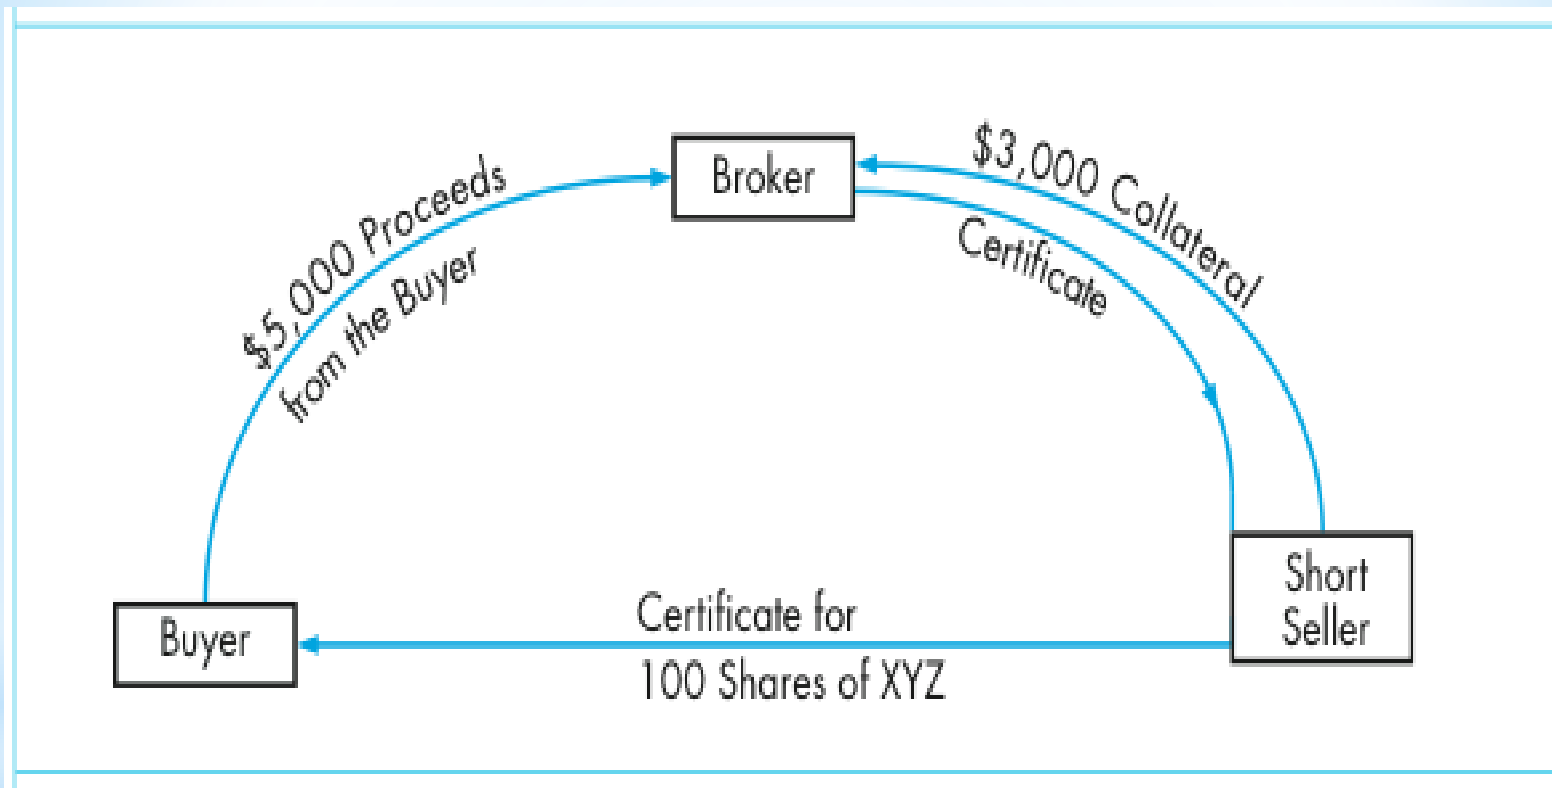 Broker
$5,000 Proceeds
from the Buyer
$3,000 Collateral
Certificate
Buyer
Certificate for
100 Shares of XYZ
Short
Seller